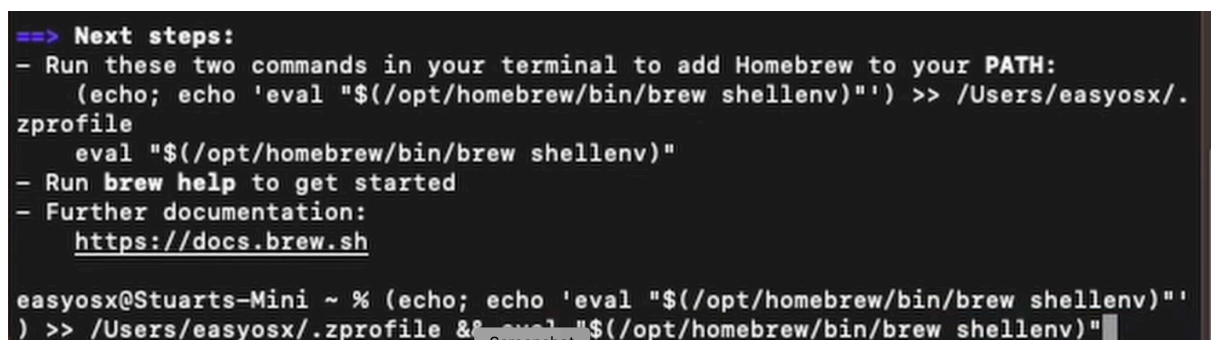 ==> Next steps:
– Run these two commands in your terminal to add Homebrew to your PATH:
(echo; echo 'eval "$(/opt/homebrew/bin/brew shellenv)"') >> /Users/easyosx/.
zprofile
eval "$(/opt/homebrew/bin/brew shellenv)"
– Run brew help to get started
– Further documentation:
https://docs.brew.sh
easyosx@Stuarts-Mini ~ % (echo; echo 'eval "$(/opt/homebrew/bin/brew shellenv)"'
) >> /Users/easyosx/.zprofile && eval "$(/opt/homebrew/bin/brew shellenv)"
Screenshot